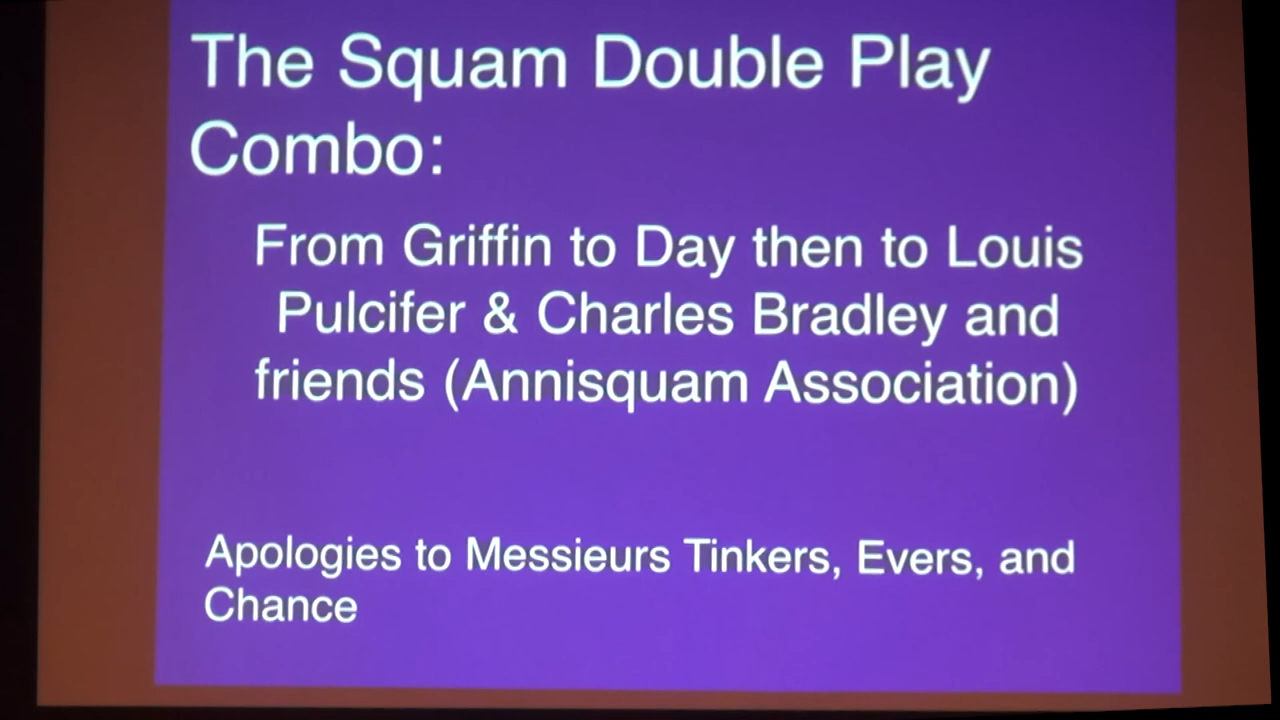 The Squam Double Play
Combo:
From Griffin to Day then to Louis
Pulcifer & Charles Bradley and
friends (Annisquam Association)
Apologies to Messieurs Tinkers, Evers, and
Chance